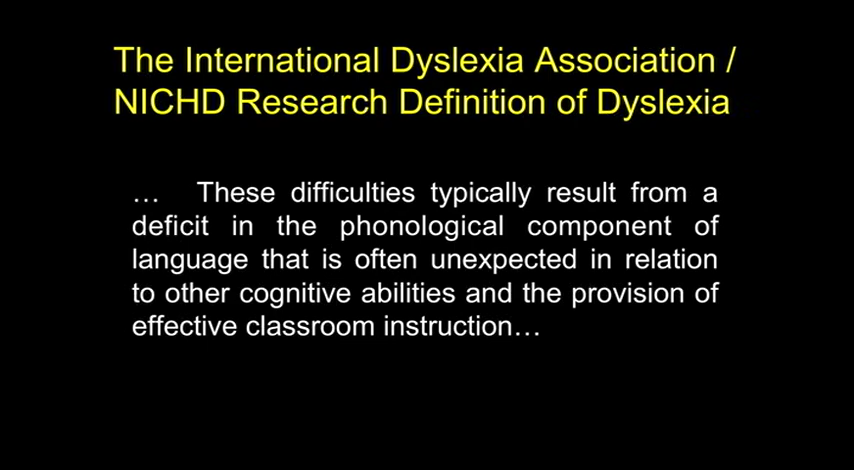 The International Dyslexia Association /
NICHD Research Definition of Dyslexia
… These difficulties typically result from a
deficit in the phonological component of
language that is often unexpected in relation
to other cognitive abilities and the provision of
effective classroom instruction…